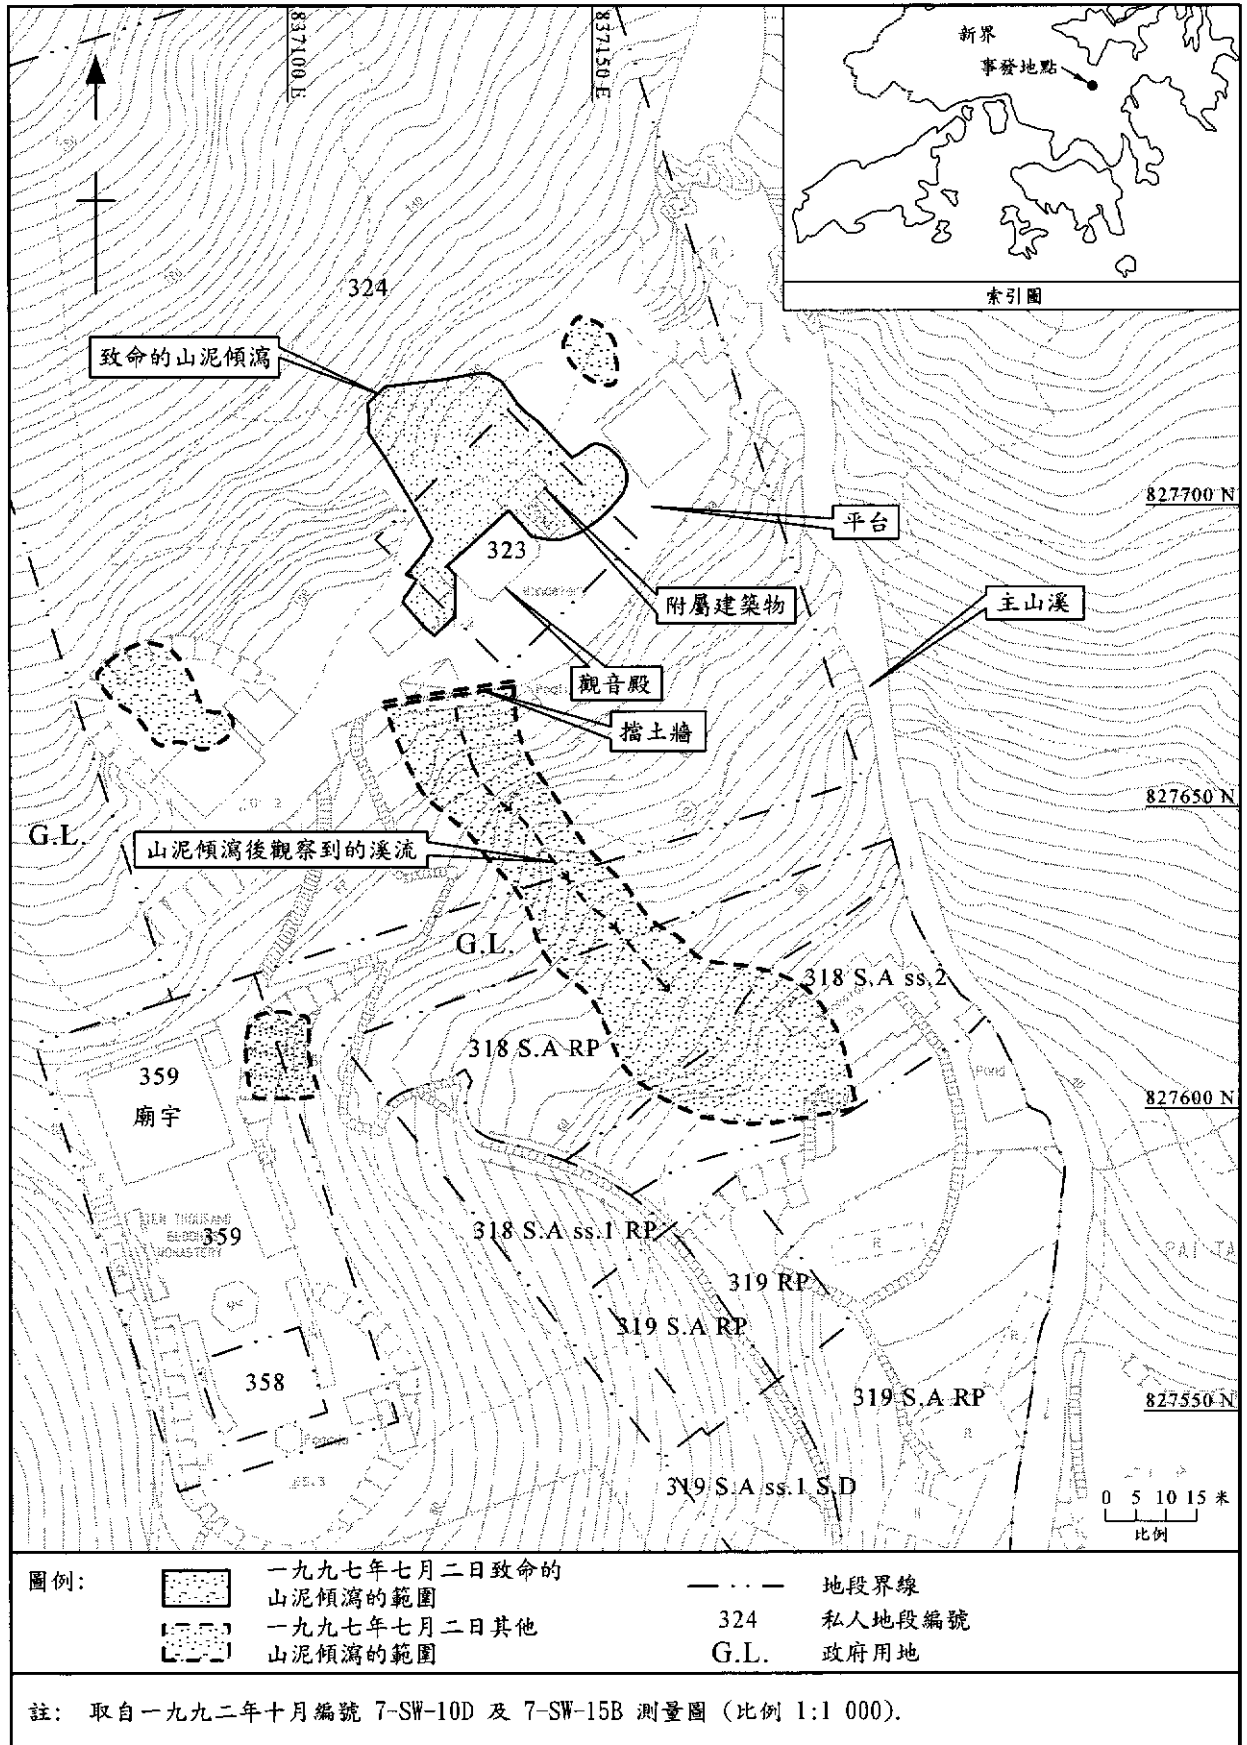 837100 E
837150 E
新界
事發地點
索引圖
324
致命的山泥傾瀉
827700 N
平台
323
附屬建築物
主山溪
觀音殿
擋土牆
827650 N
G.L.
山泥傾瀉後觀察到的溪流
G.L.
318 S.A ss.2
318 S.A RP
359
廟宇
Pond
827600 N
TEN THOUSAND
BUDDHA
MONASTERY
359
318 S.A ss.1 RP
PAI TA
R
319 RP
319 S.A RP
358
319 S.A RP
827550 N
R
Pagoda
319 S.A ss.1 S.D
0 5 10 15 米
比例
圖例:
一九九七年七月二日致命的
山泥傾瀉的範圍
一九九七年七月二日其他
山泥傾瀉的範圍
地段界線
324 私人地段編號
G.L. 政府用地
註: 取自一九九二年十月編號 7-SW-10D 及 7-SW-15B 測量圖 (比例 1:1 000).